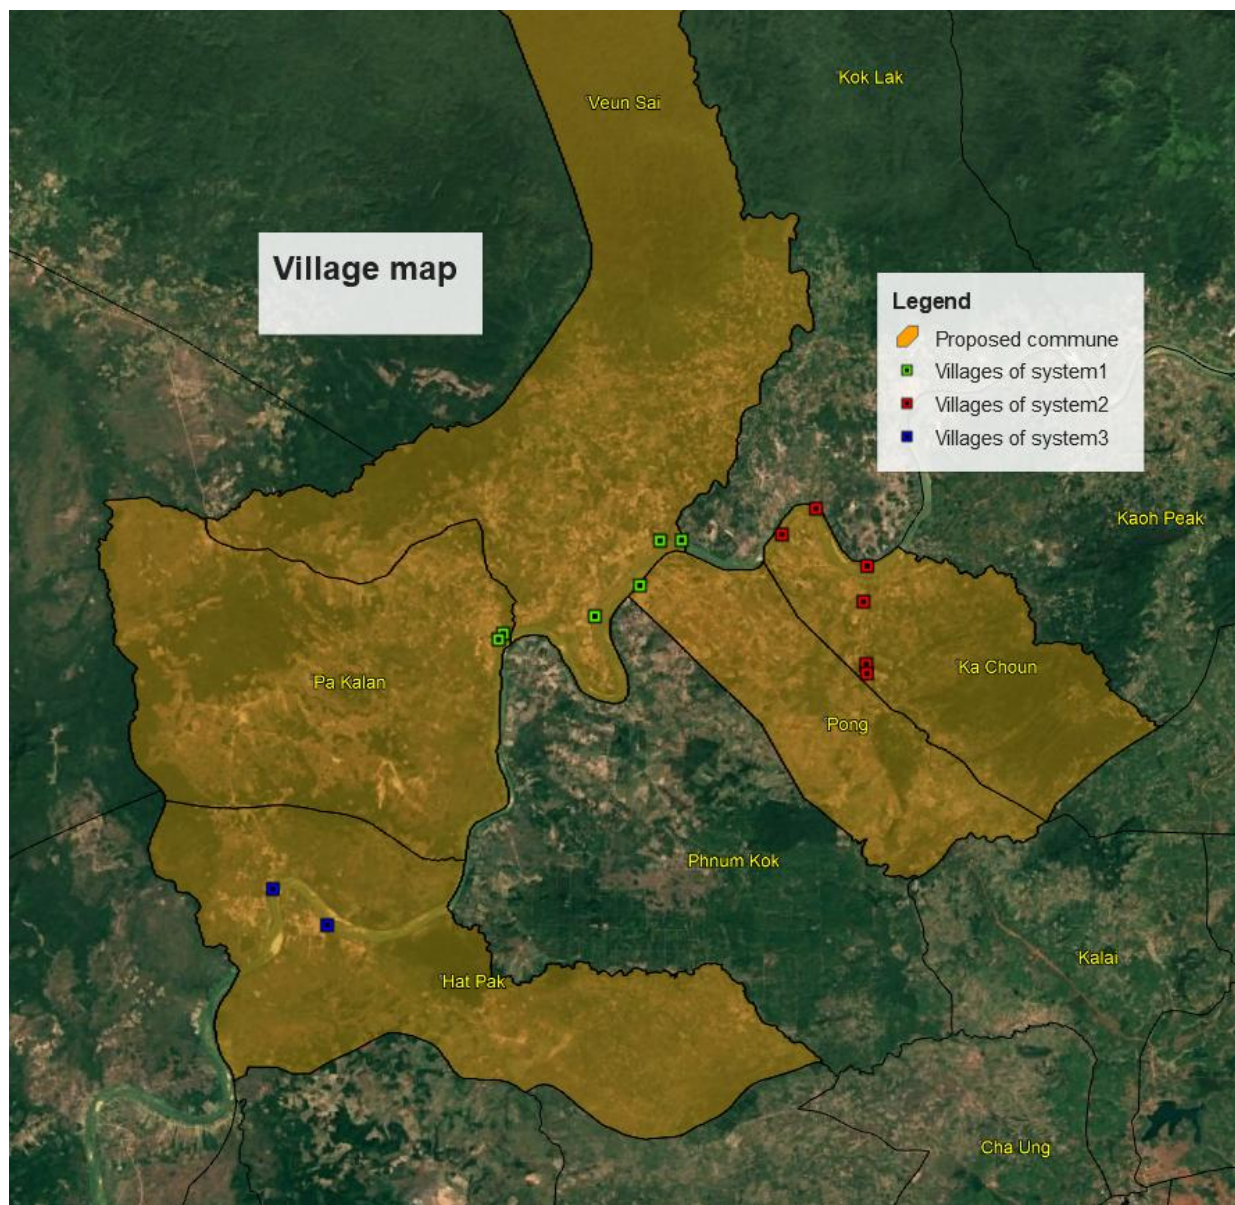 Kok Lak
Veun Sai
Village map
Legend
Proposed commune
Villages of system1
Villages of system2
Villages of system3
Kaoh Peak
Ka Choun
Pa Kalan
Pong
Phnum Kok
Kalai
Hat Pak
Cha Ung